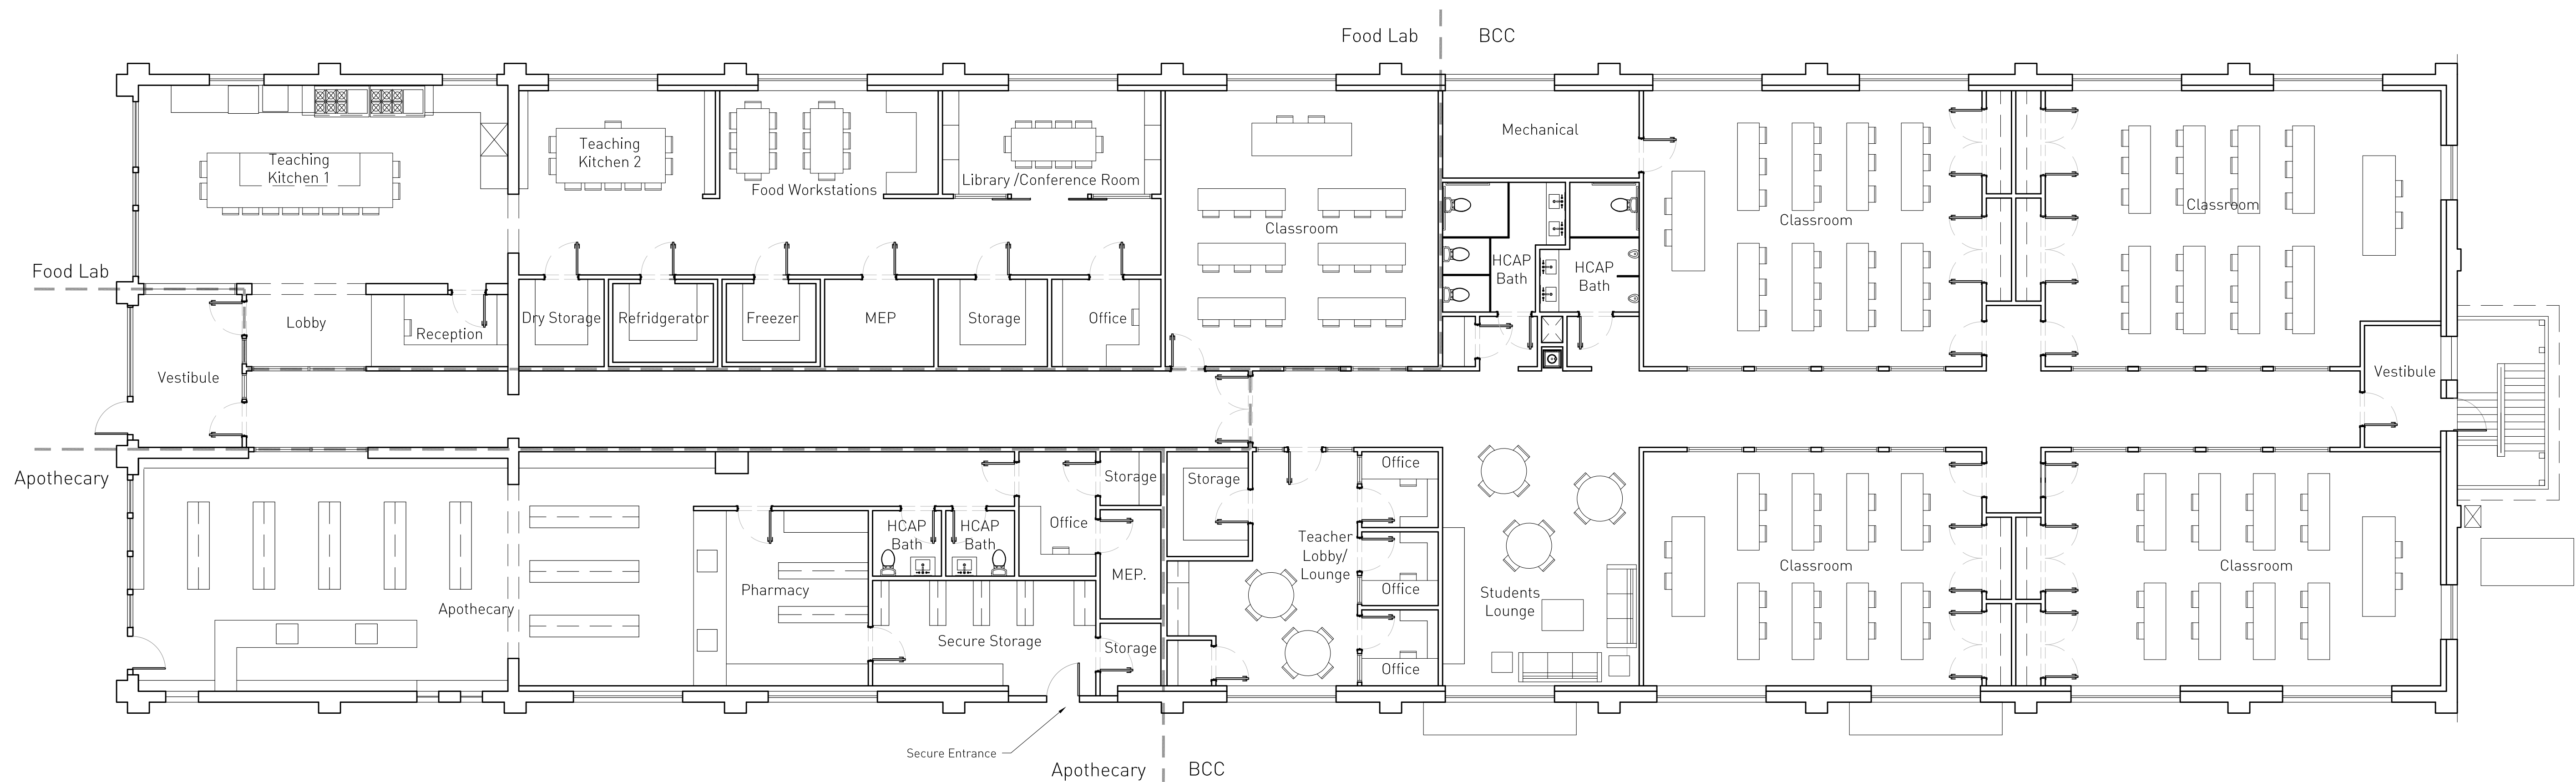 Food Lab
BCC
Mechanical
Teaching
Kitchen 1
Teaching
Kitchen 2
Food Workstations
Library /Conference Room
Classroom
Classroom
Classroom
HCAP
Bath
HCAP
Bath
Food Lab
Lobby
Reception
Dry Storage
Refridgerator
Freezer
MEP
Storage
Office
Vestibule
Vestibule
Apothecary
Storage
Storage
Office
HCAP
Bath
HCAP
Bath
Office
Teacher
Lobby/
Lounge
MEP.
Pharmacy
Apothecary
Office
Students
Lounge
Classroom
Classroom
Secure Storage
Storage
Office
Secure Entrance
Apothecary
BCC